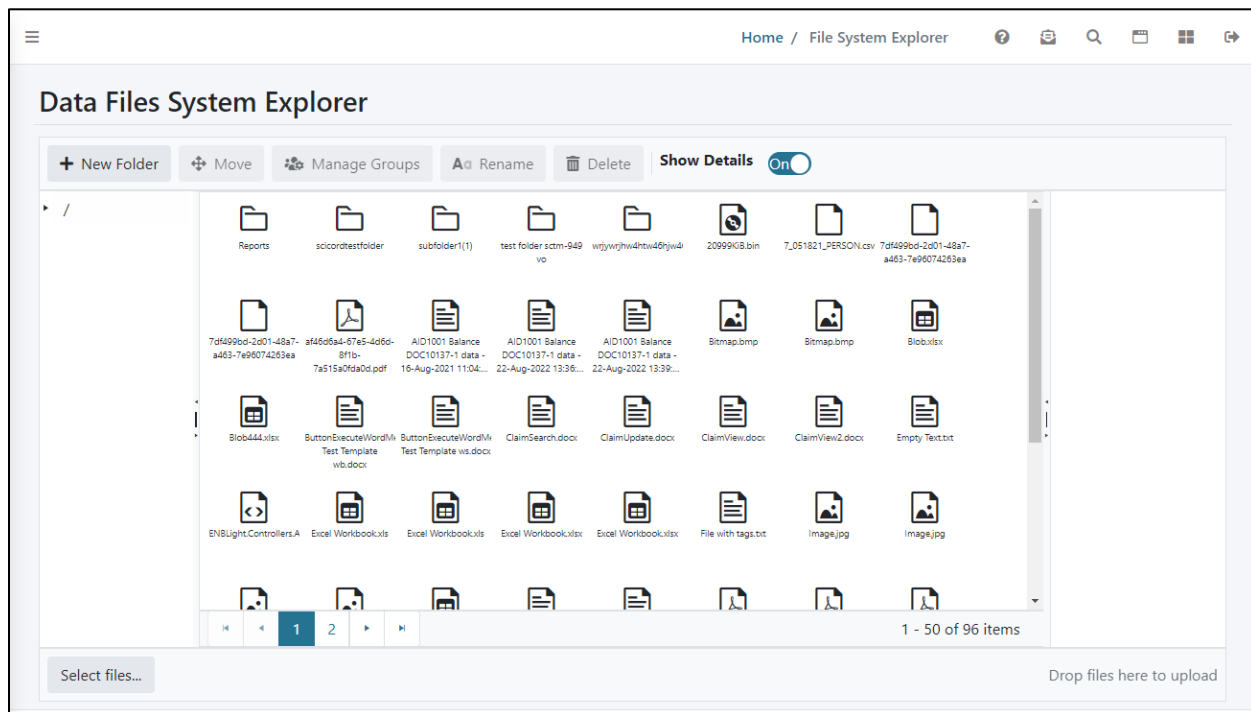 Home / File System Explorer
Data Files System Explorer
New Folder Move Manage Groups Aa Rename Delete Show Details On
/
Reports scicordtestfolder subfolder1(1) test folder sctm-949 wrjywrjhw4htw46hjw4 20999KiB.bin 7_051821_PERSON.csv 7df499bd-2d01-48a7-
vo a463-7e96074263ea
7df499bd-2d01-48a7- af46d6a4-67e5-4d6d- AID1001 Balance AID1001 Balance AID1001 Balance Bitmap.bmp Bitmap.bmp Blob.xlsx
a463-7e96074263ea 8f1b- DOC10137-1 data - DOC10137-1 data - DOC10137-1 data -
7a515a0fda0d.pdf 16-Aug-2021 11:04:... 22-Aug-2022 13:36:... 22-Aug-2022 13:39:...
Blob444.xlsx ButtonExecuteWordMe ButtonExecuteWordMe ClaimSearch.docx ClaimUpdate.docx ClaimView.docx ClaimView2.docx Empty Text.txt
Test Template Test Template ws.docx
wb.docx
ENBLight.Controllers.A Excel Workbook.xls Excel Workbook.xls Excel Workbook.xlsx Excel Workbook.xlsx File with tags.txt Image.jpg Image.jpg
1 2 1 - 50 of 96 items
Select files... Drop files here to upload